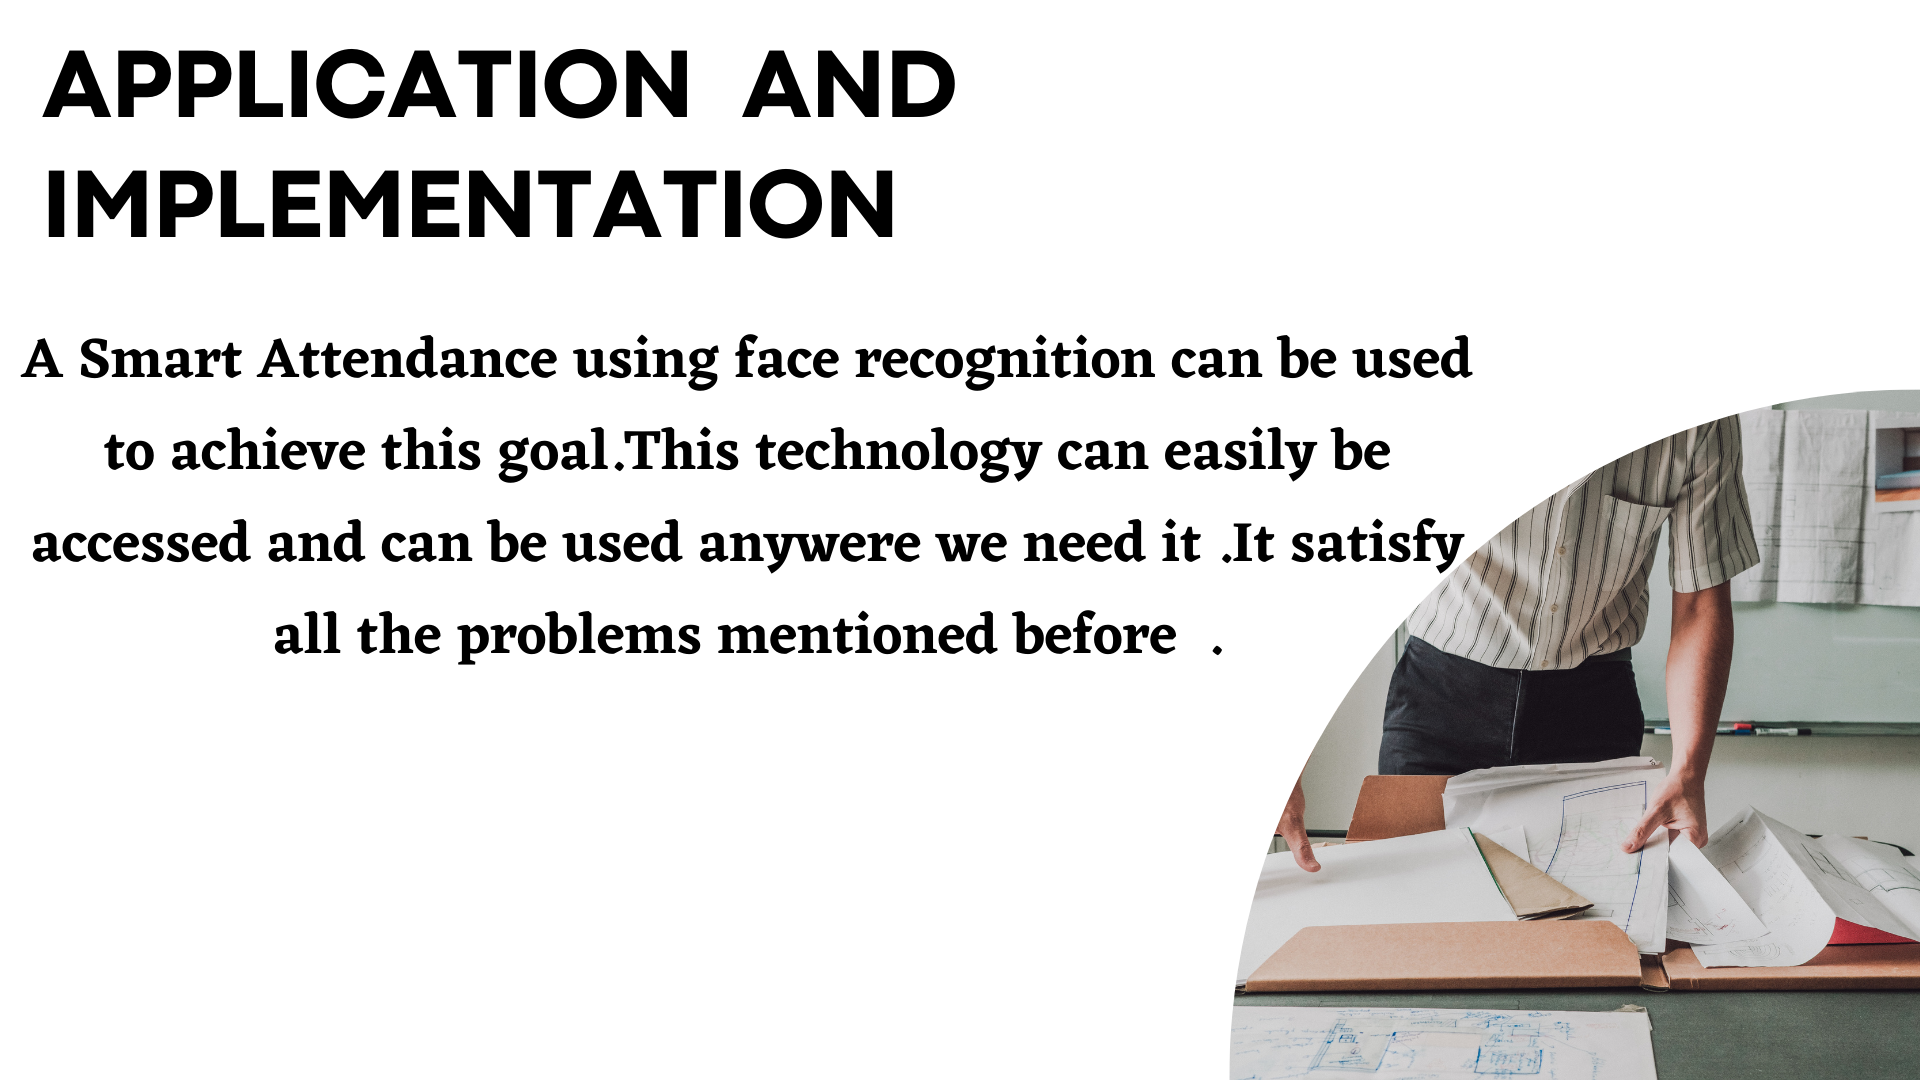 APPLICATION AND
IMPLEMENTATION
A Smart Attendance using face recognition can be used
to achieve this goal.This technology can easily be
accessed and can be used anywere we need it .It satisfy
all the problems mentioned before .